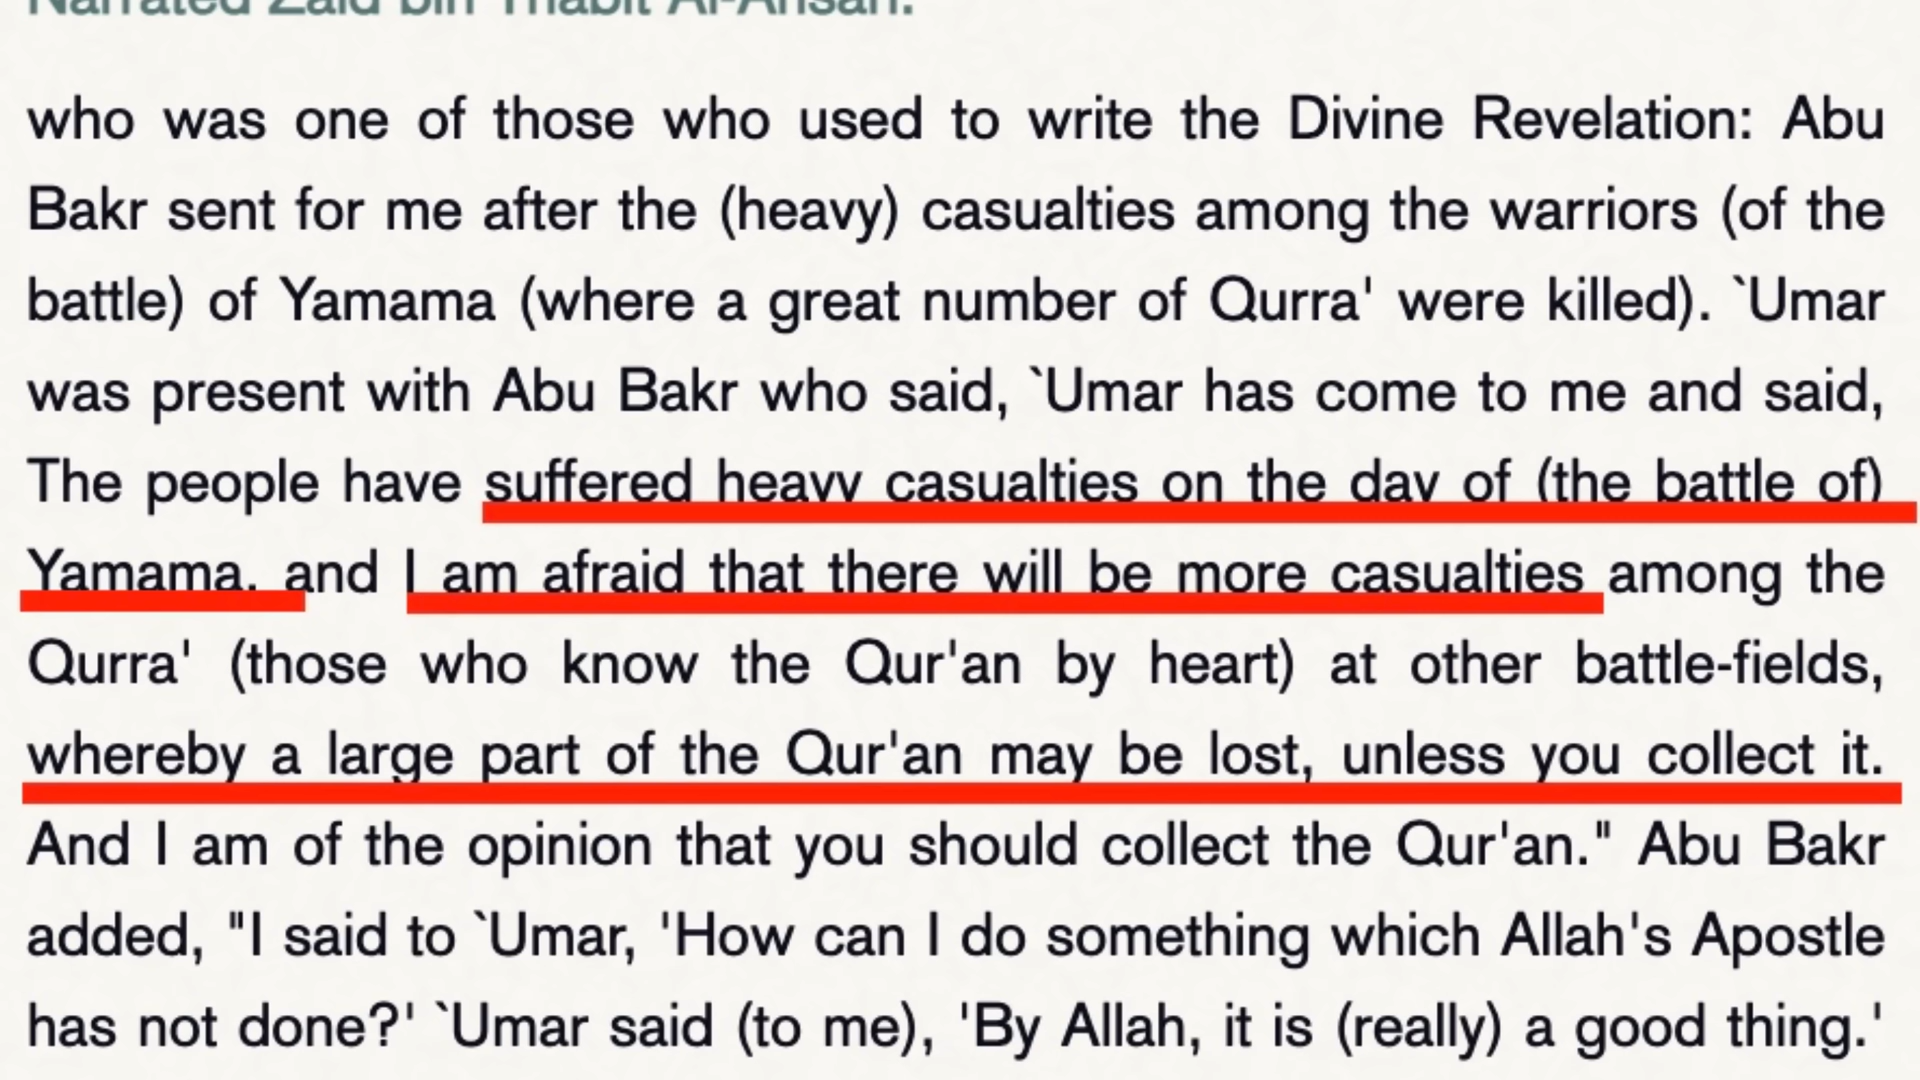 Narrated Zaid bin Thabit Al-Ansari:
who was one of those who used to write the Divine Revelation: Abu
Bakr sent for me after the (heavy) casualties among the warriors (of the
battle) of Yamama (where a great number of Qurra' were killed). `Umar
was present with Abu Bakr who said, `Umar has come to me and said,
The people have suffered heavy casualties on the day of (the battle of)
Yamama, and I am afraid that there will be more casualties among the
Qurra' (those who know the Qur'an by heart) at other battle-fields,
whereby a large part of the Qur'an may be lost, unless you collect it.
And I am of the opinion that you should collect the Qur'an." Abu Bakr
added, "I said to `Umar, 'How can I do something which Allah's Apostle
has not done?' `Umar said (to me), 'By Allah, it is (really) a good thing.'